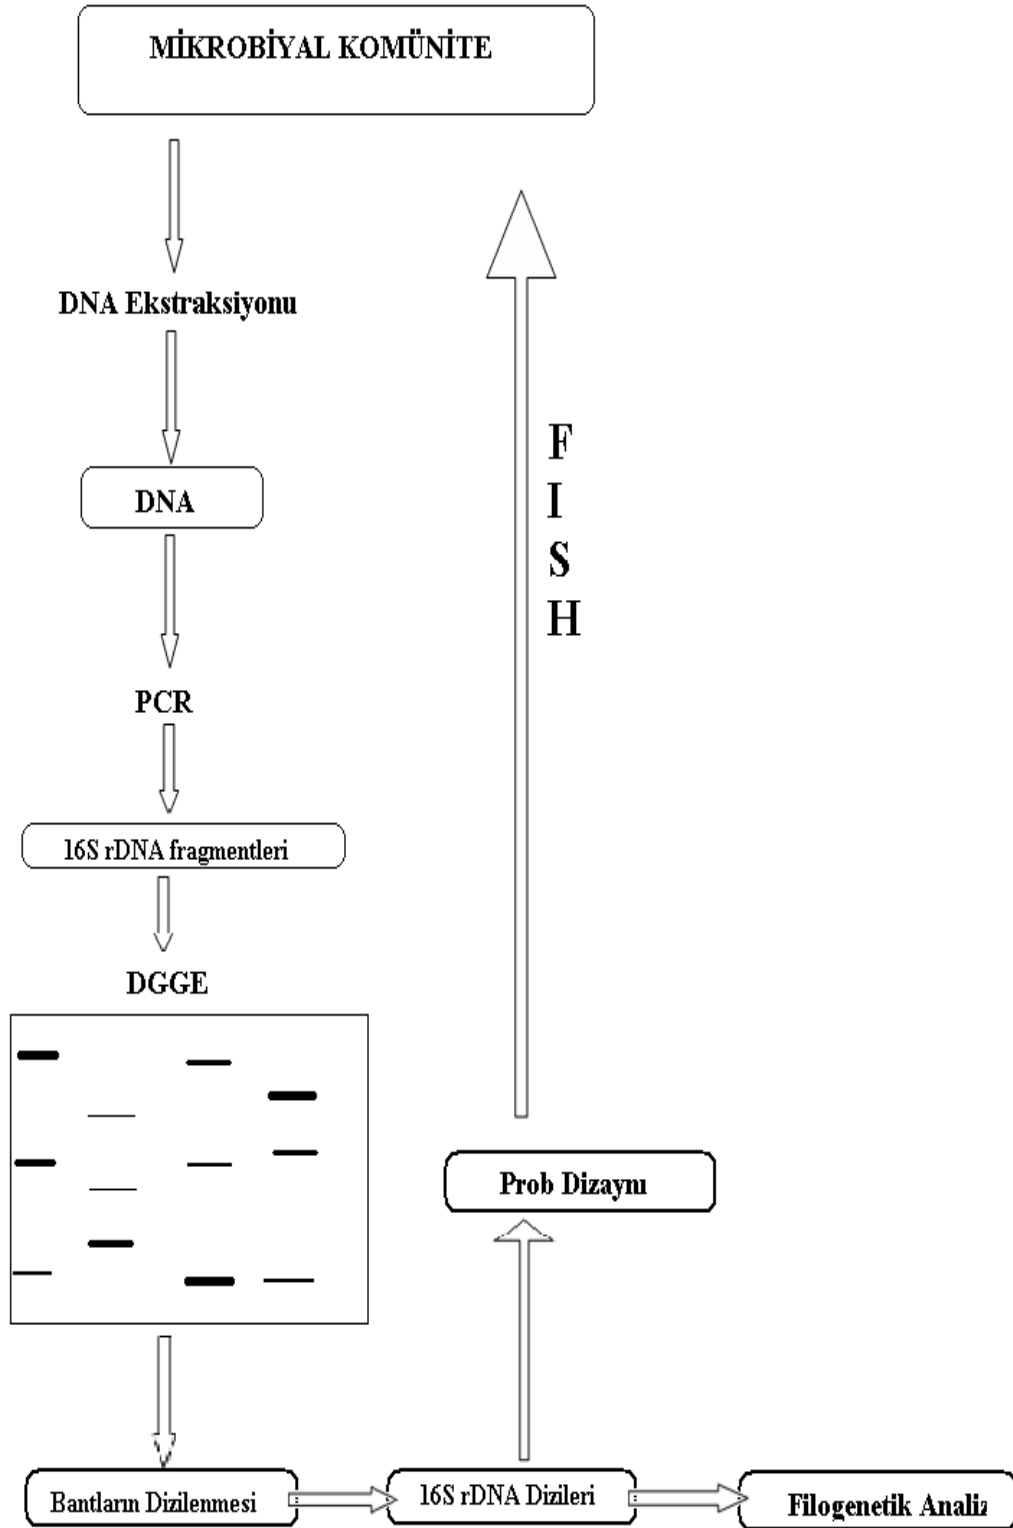 MİKROBİYAL KOMÜNİTE
DNA Ekstraksiyonu
DNA
PCR
16S rDNA fragmentleri
DGGE
Bantların Dizilenmesi
16S rDNA Dizileri
Filogenetik Analiz
Prob Dizaynı
F
I
S
H